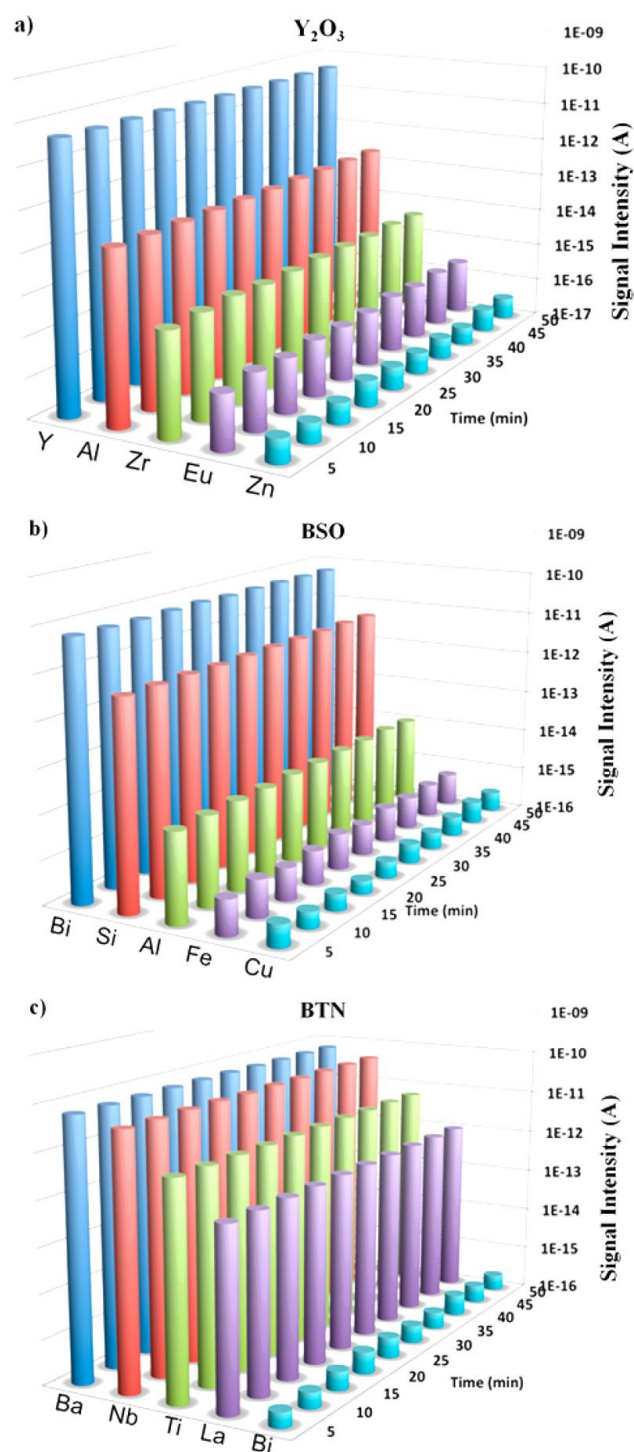 a)
Y₂O₃
1E-09
1E-10
1E-11
1E-12
1E-13
1E-14
1E-15
1E-16
1E-17
Signal Intensity (A)
50
45
40
35
30
25
20
15
10
5
Time (min)
Y Al Zr Eu Zn
b)
BSO
1E-09
1E-10
1E-11
1E-12
1E-13
1E-14
1E-15
1E-16
Signal Intensity (A)
50
45
40
35
30
25
20
15
10
5
Time (min)
Bi Si Al Fe Cu
c)
BTN
1E-09
1E-10
1E-11
1E-12
1E-13
1E-14
1E-15
1E-16
Signal Intensity (A)
50
45
40
35
30
25
20
15
10
5
Time (min)
Ba Nb Ti La Bi